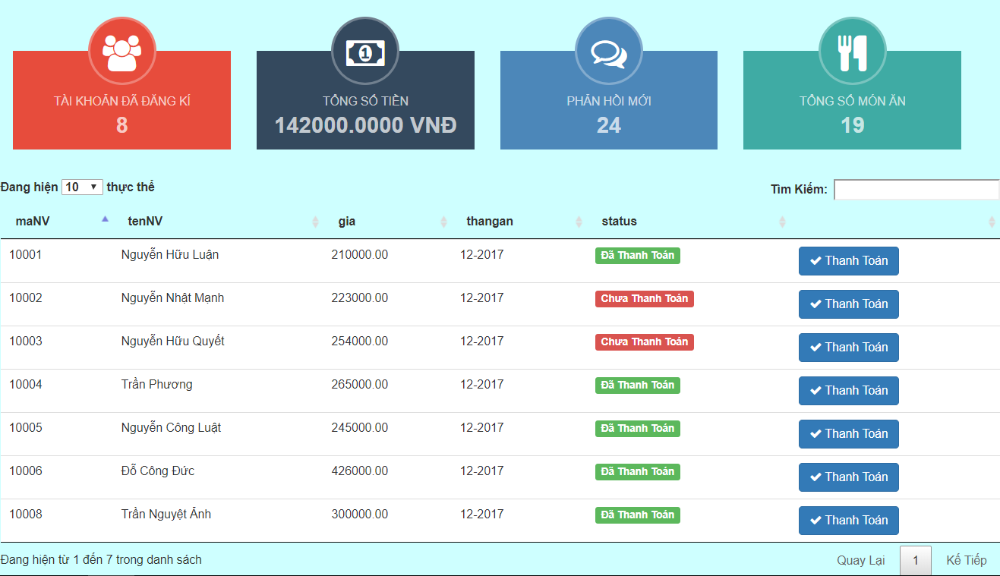 TÀI KHOẢN ĐÃ ĐĂNG KÍ
8
TỔNG SỐ TIỀN
142000.0000 VNĐ
PHẢN HỒI MỚI
24
TỔNG SỐ MÓN ĂN
19
Đang hiện 10 thực thể
Tìm Kiếm:
maNV tenNV gia thangan status
10001 Nguyễn Hữu Luận 210000.00 12-2017 Đã Thanh Toán Thanh Toán
10002 Nguyễn Nhật Mạnh 223000.00 12-2017 Chưa Thanh Toán Thanh Toán
10003 Nguyễn Hữu Quyết 254000.00 12-2017 Chưa Thanh Toán Thanh Toán
10004 Trần Phương 265000.00 12-2017 Đã Thanh Toán Thanh Toán
10005 Nguyễn Công Luật 245000.00 12-2017 Đã Thanh Toán Thanh Toán
10006 Đỗ Công Đức 426000.00 12-2017 Đã Thanh Toán Thanh Toán
10008 Trần Nguyệt Ảnh 300000.00 12-2017 Đã Thanh Toán Thanh Toán
Đang hiện từ 1 đến 7 trong danh sách
Quay Lại 1 Kế Tiếp